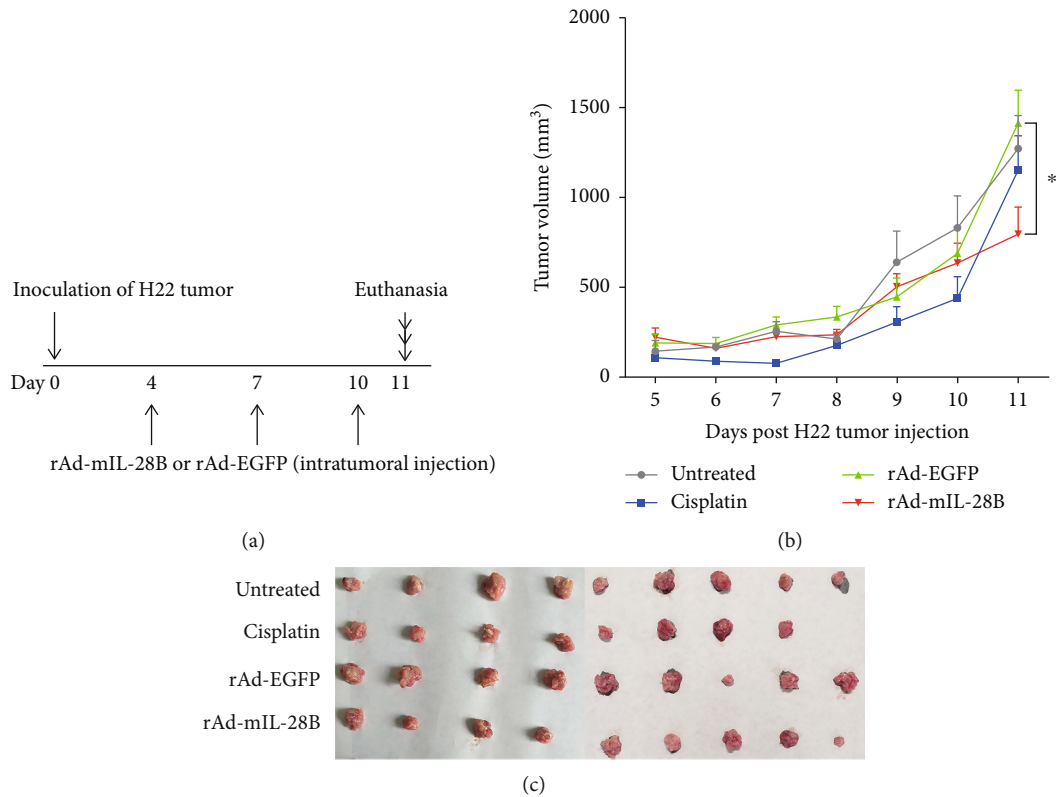 (a)
Inoculation of H22 tumor
Euthanasia
Day 0 4 7 10 11
rAd-mIL-28B or rAd-EGFP (intratumoral injection)
(b)
Tumor volume (mm³)
2000
1500
1000
500
0
*
5 6 7 8 9 10 11
Days post H22 tumor injection
Untreated
rAd-EGFP
Cisplatin
rAd-mIL-28B
(a)
(b)
Untreated
Cisplatin
rAd-EGFP
rAd-mIL-28B
(c)